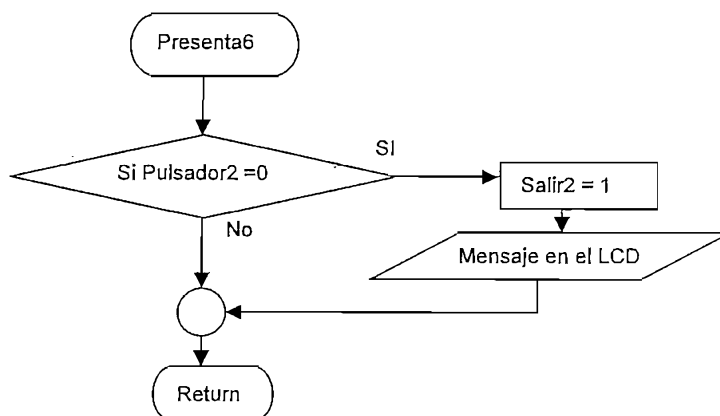 Presenta6
SI
Si Pulsador2 =0
Salir2 = 1
No
Mensaje en el LCD
Return